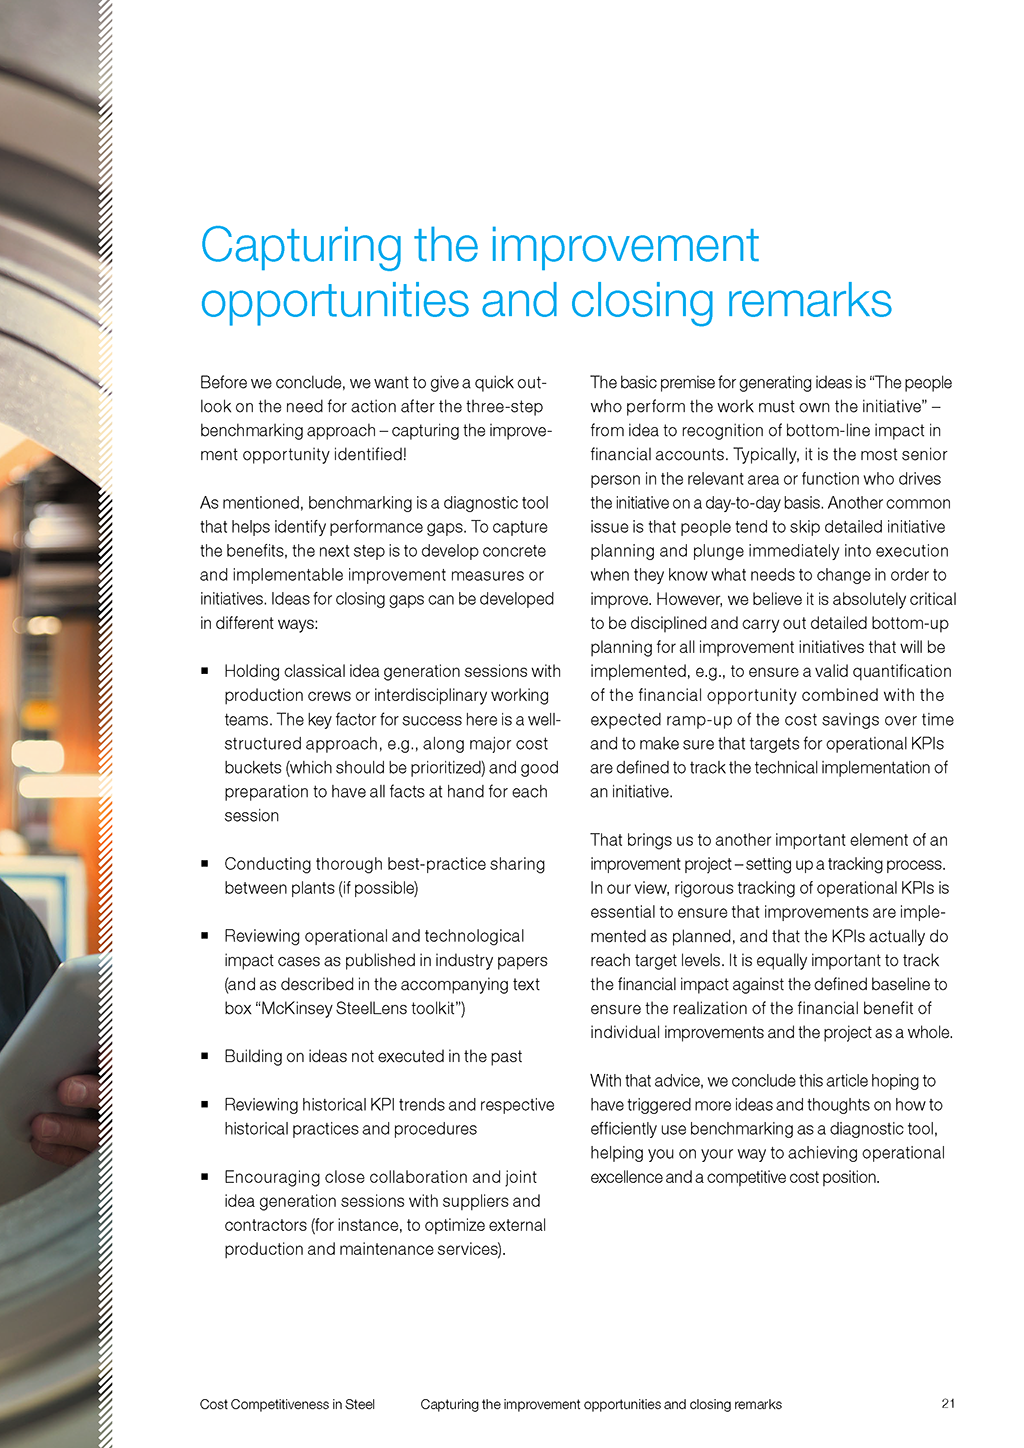 Capturing the improvement
opportunities and closing remarks
Before we conclude, we want to give a quick out-
look on the need for action after the three-step
benchmarking approach – capturing the improve-
ment opportunity identified!
As mentioned, benchmarking is a diagnostic tool
that helps identify performance gaps. To capture
the benefits, the next step is to develop concrete
and implementable improvement measures or
initiatives. Ideas for closing gaps can be developed
in different ways:
▪ Holding classical idea generation sessions with
production crews or interdisciplinary working
teams. The key factor for success here is a well-
structured approach, e.g., along major cost
buckets (which should be prioritized) and good
preparation to have all facts at hand for each
session
▪ Conducting thorough best-practice sharing
between plants (if possible)
▪ Reviewing operational and technological
impact cases as published in industry papers
(and as described in the accompanying text
box “McKinsey SteelLens toolkit”)
▪ Building on ideas not executed in the past
▪ Reviewing historical KPI trends and respective
historical practices and procedures
▪ Encouraging close collaboration and joint
idea generation sessions with suppliers and
contractors (for instance, to optimize external
production and maintenance services).
The basic premise for generating ideas is “The people
who perform the work must own the initiative” –
from idea to recognition of bottom-line impact in
financial accounts. Typically, it is the most senior
person in the relevant area or function who drives
the initiative on a day-to-day basis. Another common
issue is that people tend to skip detailed initiative
planning and plunge immediately into execution
when they know what needs to change in order to
improve. However, we believe it is absolutely critical
to be disciplined and carry out detailed bottom-up
planning for all improvement initiatives that will be
implemented, e.g., to ensure a valid quantification
of the financial opportunity combined with the
expected ramp-up of the cost savings over time
and to make sure that targets for operational KPIs
are defined to track the technical implementation of
an initiative.
That brings us to another important element of an
improvement project – setting up a tracking process.
In our view, rigorous tracking of operational KPIs is
essential to ensure that improvements are imple-
mented as planned, and that the KPIs actually do
reach target levels. It is equally important to track
the financial impact against the defined baseline to
ensure the realization of the financial benefit of
individual improvements and the project as a whole.
With that advice, we conclude this article hoping to
have triggered more ideas and thoughts on how to
efficiently use benchmarking as a diagnostic tool,
helping you on your way to achieving operational
excellence and a competitive cost position.
Cost Competitiveness in Steel Capturing the improvement opportunities and closing remarks 21